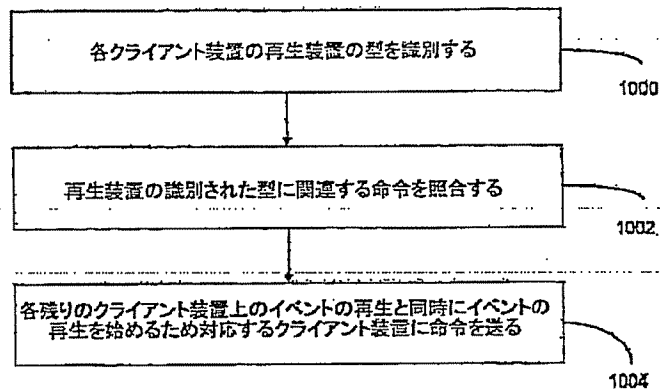 各クライアント装置の再生装置の型を識別する
1000
再生装置の識別された型に関連する命令を照合する
1002
各残りのクライアント装置上のイベントの再生と同時にイベントの
再生を始めるため対応するクライアント装置に命令を送る
1004